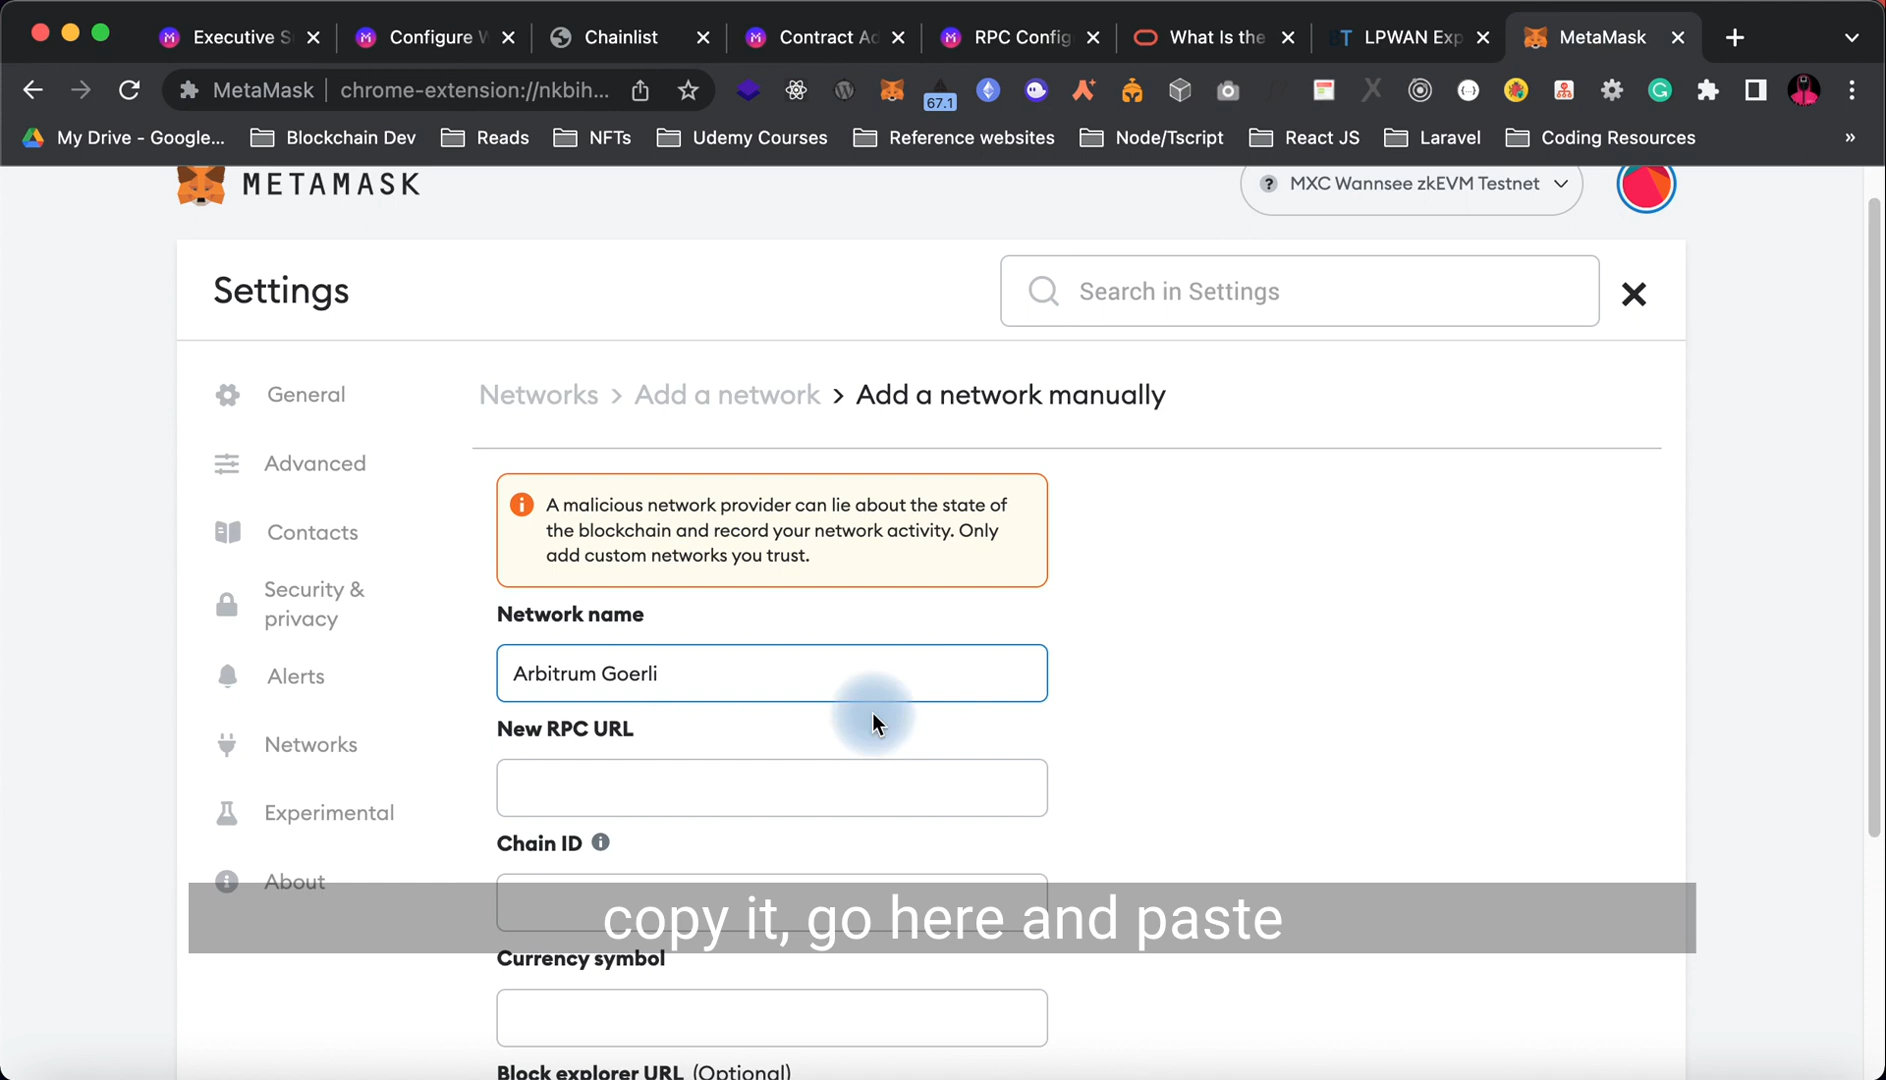 Executive S
Configure W
Chainlist
Contract Ad
RPC Config
What Is the
LPWAN Exp
MetaMask
MetaMask
chrome-extension://nkbih...
67.1
My Drive - Google...
Blockchain Dev
Reads
NFTs
Udemy Courses
Reference websites
Node/Tscript
React JS
Laravel
Coding Resources
»
METAMASK
MXC Wannsee zkEVM Testnet
Settings
Search in Settings
General
Advanced
Contacts
Security &
privacy
Alerts
Networks
Experimental
About
Networks > Add a network > Add a network manually
A malicious network provider can lie about the state of
the blockchain and record your network activity. Only
add custom networks you trust.
Network name
Arbitrum Goerli
New RPC URL
Chain ID
copy it, go here and paste
Currency symbol
Block explorer URL (Optional)